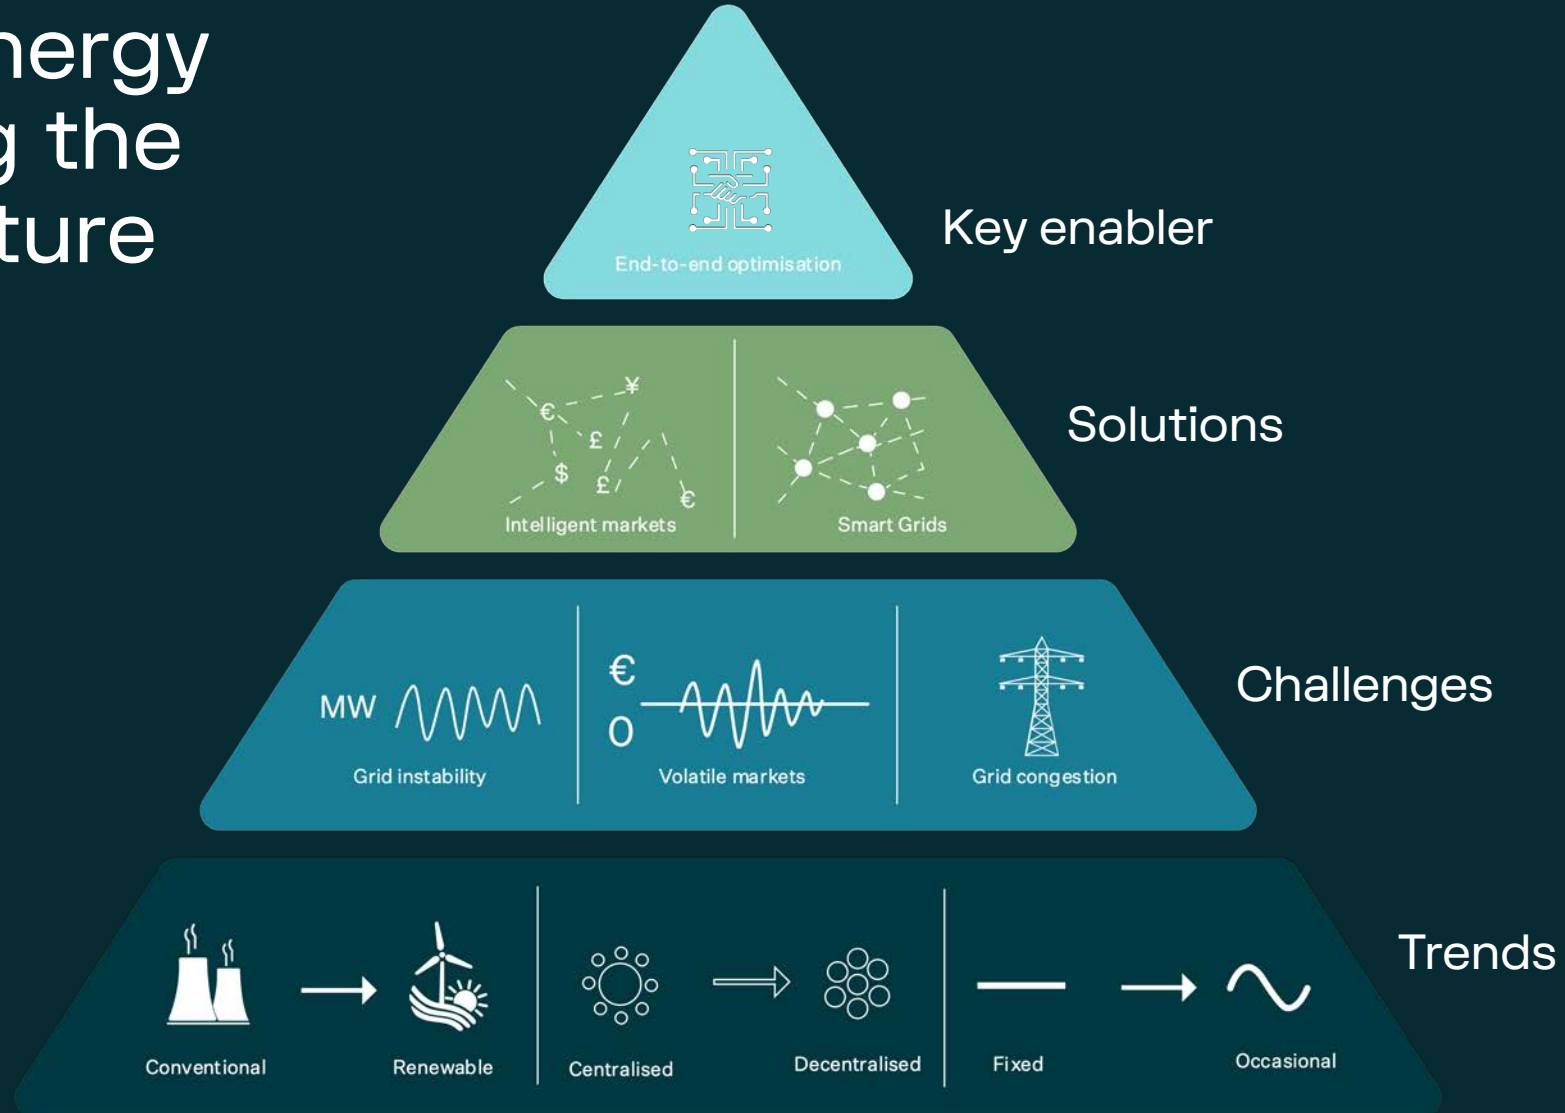 nergy
g the
ture
End-to-end optimisation
Key enabler
€ ¥
£
$ £ €
Intelligent markets
Smart Grids
Solutions
MW
€
0
Grid instability
Volatile markets
Grid congestion
Challenges
Conventional
Renewable
Centralised
Decentralised
Fixed
Occasional
Trends